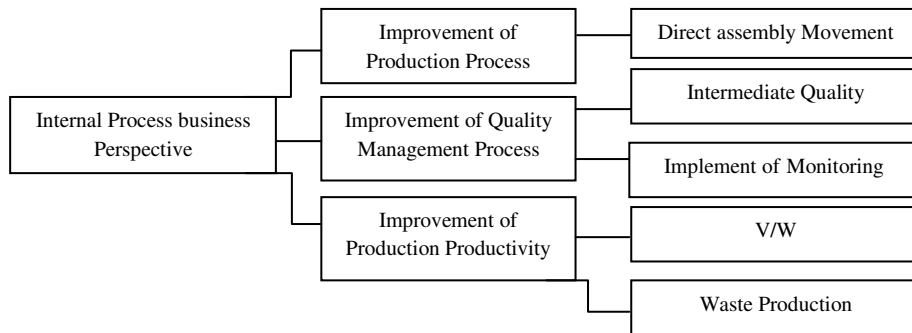 Improvement of
Production Process
Direct assembly Movement
Internal Process business
Perspective
Improvement of Quality
Management Process
Intermediate Quality
Implement of Monitoring
Improvement of
Production Productivity
V/W
Waste Production